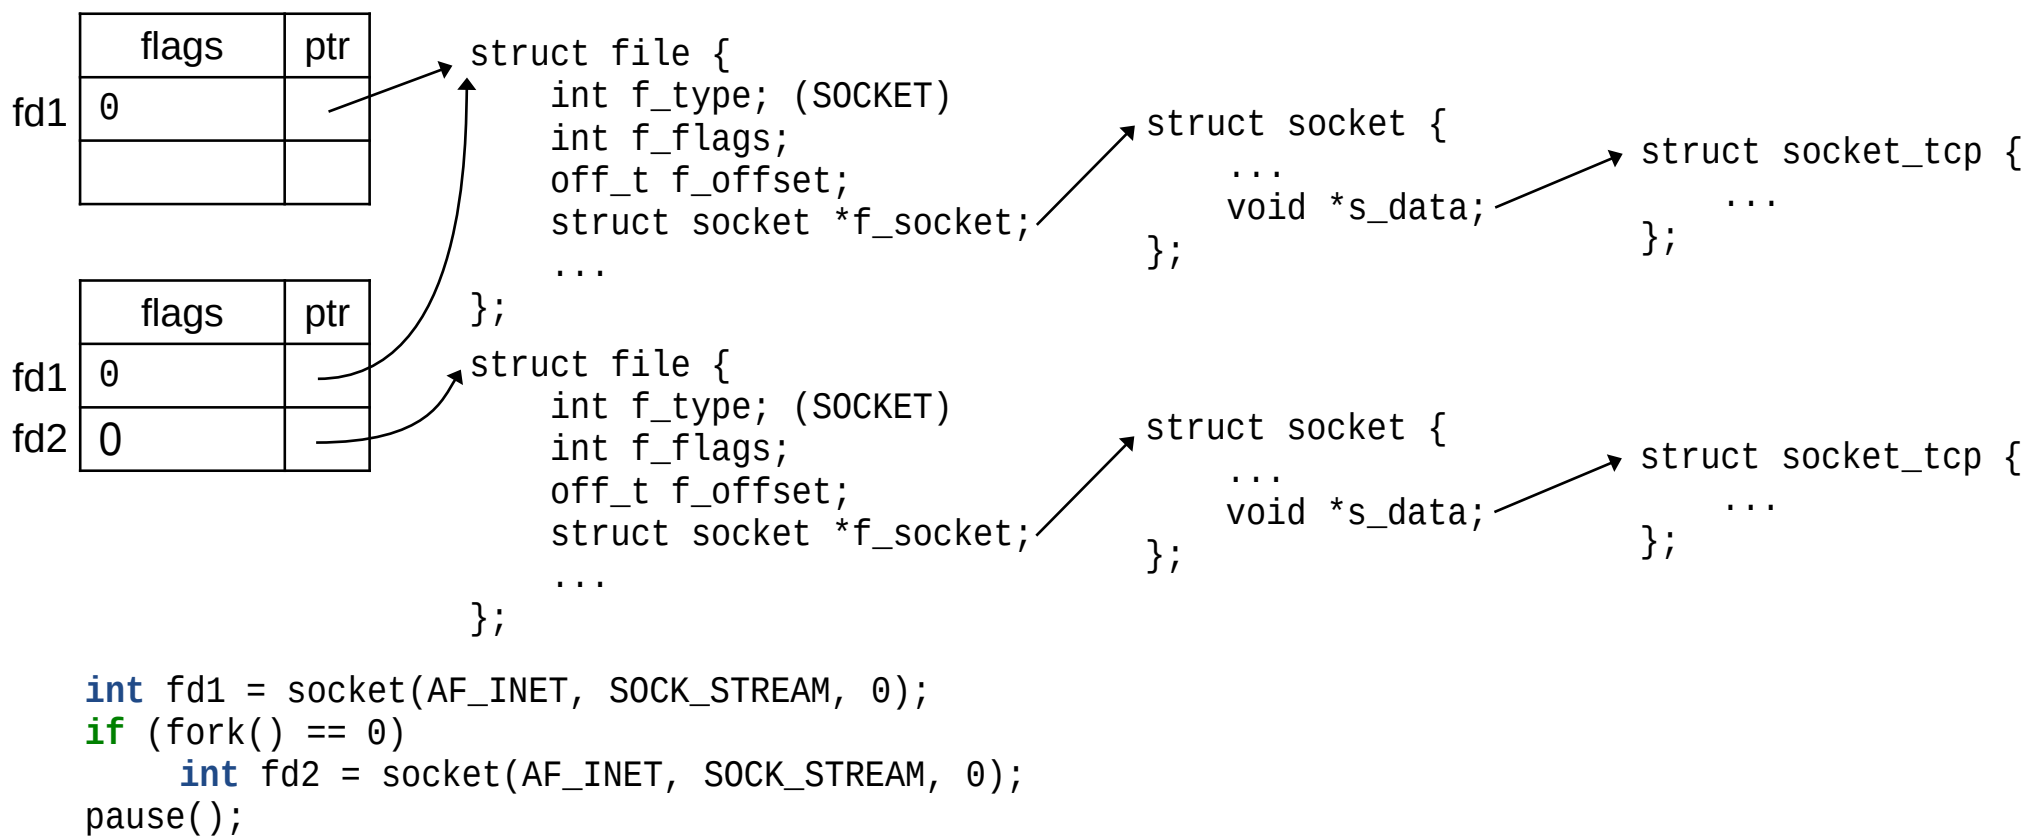 flags ptr
fd1 0
struct file {
int f_type; (SOCKET)
int f_flags;
off_t f_offset;
struct socket *f_socket;
...
};
struct socket {
...
void *s_data;
};
struct socket_tcp {
...
};
flags ptr
fd1 0
fd2 0
struct file {
int f_type; (SOCKET)
int f_flags;
off_t f_offset;
struct socket *f_socket;
...
};
struct socket {
...
void *s_data;
};
struct socket_tcp {
...
};
int fd1 = socket(AF_INET, SOCK_STREAM, 0);
if (fork() == 0)
int fd2 = socket(AF_INET, SOCK_STREAM, 0);
pause();